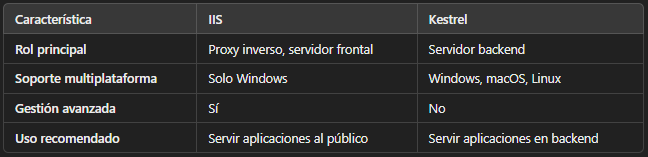 Característica IIS Kestrel
Rol principal Proxy inverso, servidor frontal Servidor backend
Soporte multiplataforma Solo Windows Windows, macOS, Linux
Gestión avanzada Sí No
Uso recomendado Servir aplicaciones al público Servir aplicaciones en backend